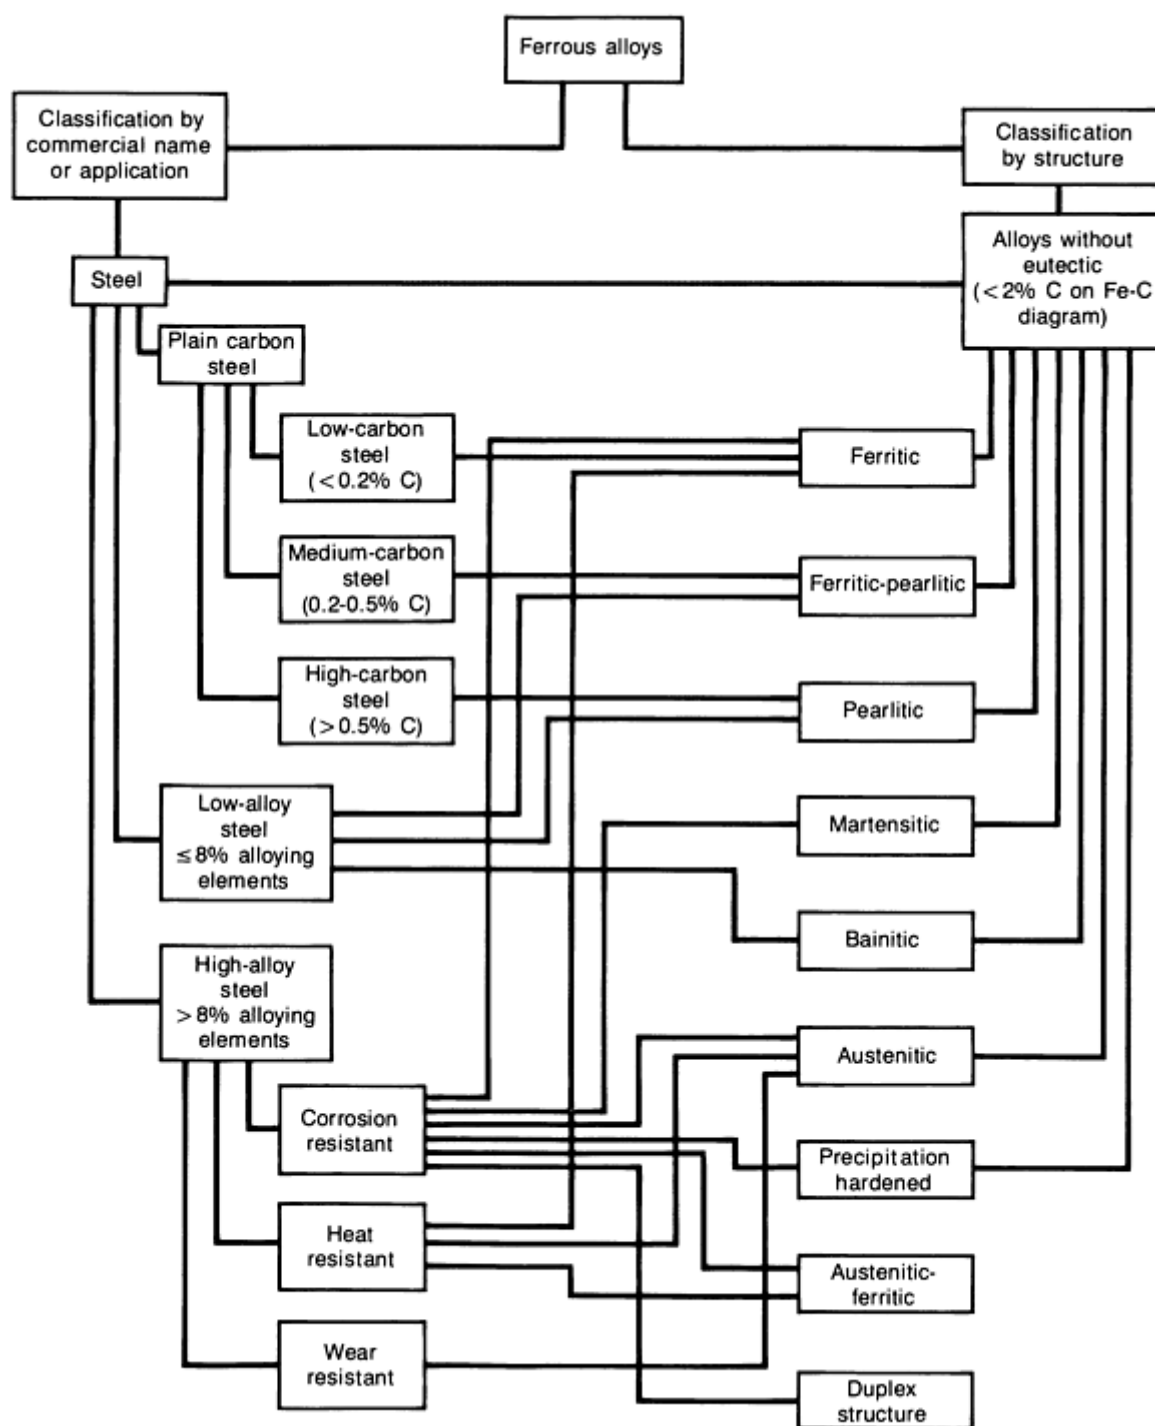 Ferrous alloys
Classification by
commercial name
or application
Classification
by structure
Steel
Alloys without
eutectic
(<2% C on Fe-C
diagram)
Plain carbon
steel
Low-carbon
steel
(<0.2% C)
Ferritic
Medium-carbon
steel
(0.2-0.5% C)
Ferritic-pearlitic
High-carbon
steel
(>0.5% C)
Pearlitic
Low-alloy
steel
≤8% alloying
elements
Martensitic
Bainitic
High-alloy
steel
>8% alloying
elements
Austenitic
Corrosion
resistant
Precipitation
hardened
Heat
resistant
Austenitic-
ferritic
Wear
resistant
Duplex
structure